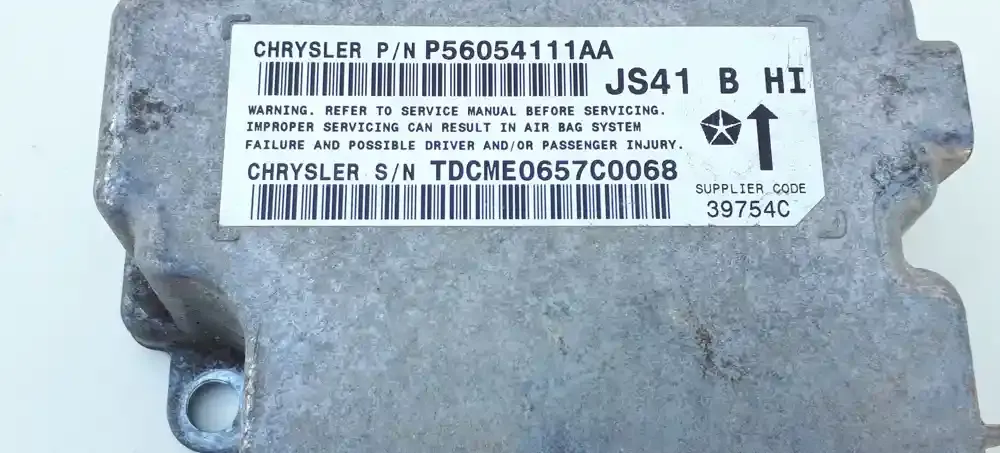 CHRYSLER P/N P56054111AA
JS41 B HI
WARNING. REFER TO SERVICE MANUAL BEFORE SERVICING.
IMPROPER SERVICING CAN RESULT IN AIR BAG SYSTEM
FAILURE AND POSSIBLE DRIVER AND/OR PASSENGER INJURY.
CHRYSLER S/N TDCME0657C0068
SUPPLIER CODE
39754C